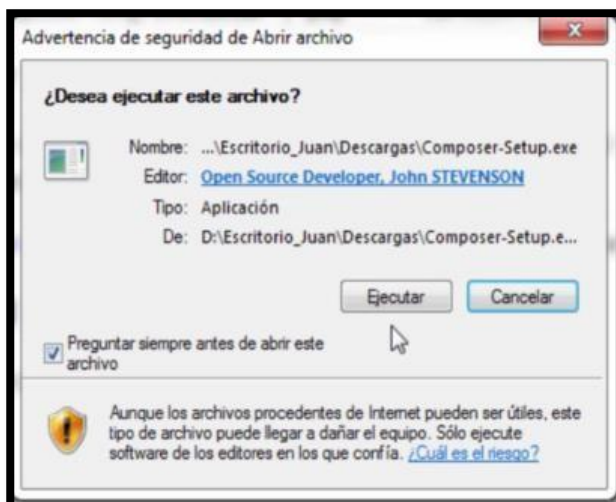 Advertencia de seguridad de Abrir archivo
¿Desea ejecutar este archivo?
Nombre: ...\Escritorio_Juan\Descargas\Composer-Setup.exe
Editor: Open Source Developer, John STEVENSON
Tipo: Aplicación
De: D:\Escritorio_Juan\Descargas\Composer-Setup.e...
Ejecutar Cancelar
Preguntar siempre antes de abrir este
archivo
Aunque los archivos procedentes de Internet pueden ser útiles, este
tipo de archivo puede llegar a dañar el equipo. Sólo ejecute
software de los editores en los que confía. ¿Cuál es el riesgo?